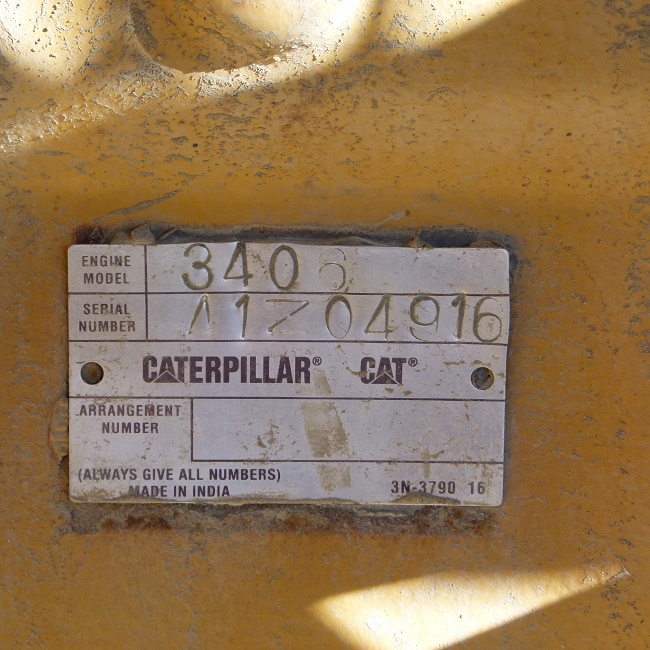 ENGINE MODEL 3406
SERIAL NUMBER A1Z04916
CATERPILLAR® CAT®
ARRANGEMENT NUMBER
(ALWAYS GIVE ALL NUMBERS)
MADE IN INDIA 3N-3790 16